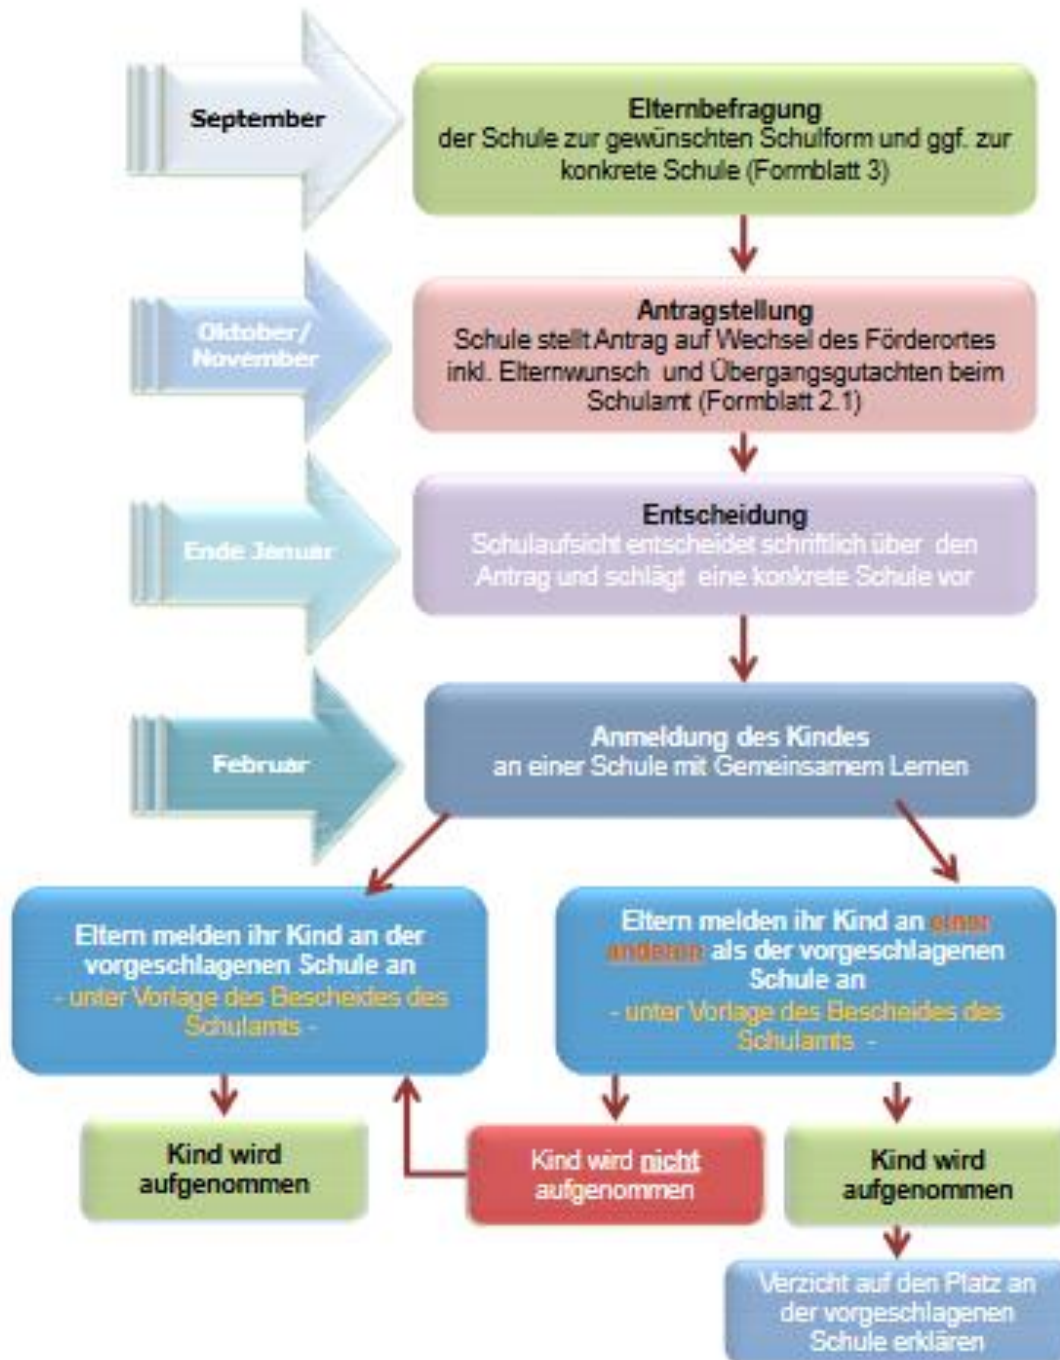 September
Elternbefragung
der Schule zur gewünschten Schulform und ggf. zur
konkrete Schule (Formblatt 3)
Oktober/
November
Antragstellung
Schule stellt Antrag auf Wechsel des Förderortes
inkl. Elternwunsch und Übergangsgutachten beim
Schulamt (Formblatt 2.1)
Ende Januar
Entscheidung
Schulaufsicht entscheidet schriftlich über den
Antrag und schlägt eine konkrete Schule vor
Februar
Anmeldung des Kindes
an einer Schule mit Gemeinsamem Lernen
Eltern melden ihr Kind an der
vorgeschlagenen Schule an
- unter Vorlage des Bescheides des
Schulamts -
Eltern melden ihr Kind an einer
anderen als der vorgeschlagenen
Schule an
- unter Vorlage des Bescheides des
Schulamts -
Kind wird
aufgenommen
Kind wird nicht
aufgenommen
Kind wird
aufgenommen
Verzicht auf den Platz an
der vorgeschlagenen
Schule erklären